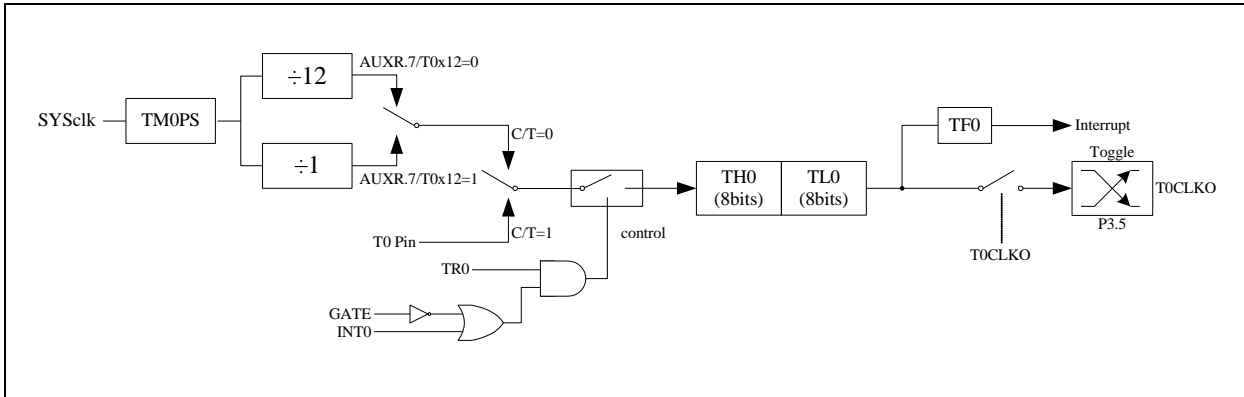 AUXR.7/T0x12=0
÷12
SYSclk
TM0PS
÷1
AUXR.7/T0x12=1
C/T=0
T0 Pin
C/T=1
control
TR0
GATE
INT0
TH0
(8bits)
TL0
(8bits)
TF0
Interrupt
Toggle
T0CLKO
P3.5
T0CLKO